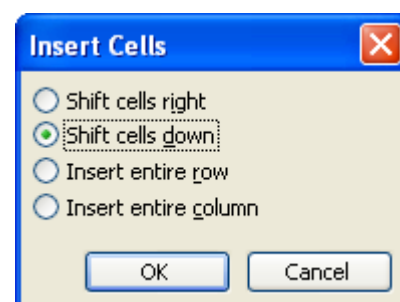 Insert Cells
Shift cells right
Shift cells down
Insert entire row
Insert entire column
OK Cancel